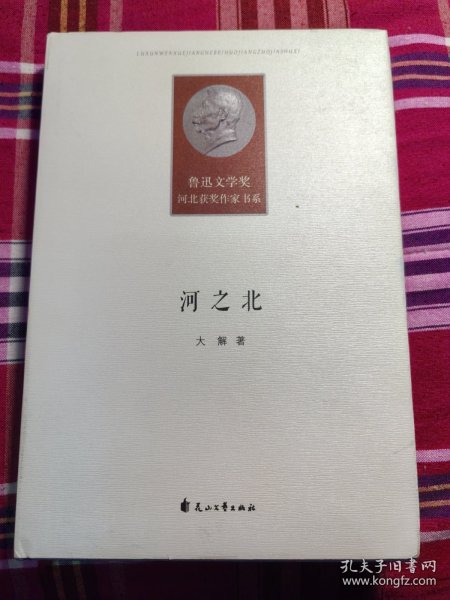 LUXUNWENXUEJIANGHEBEIHUOJIANGZUOJIASHUXI
鲁迅文学奖
河北获奖作家书系
河之北
大解著
花山文艺出版社
孔夫子旧书网
www.kongfz.com